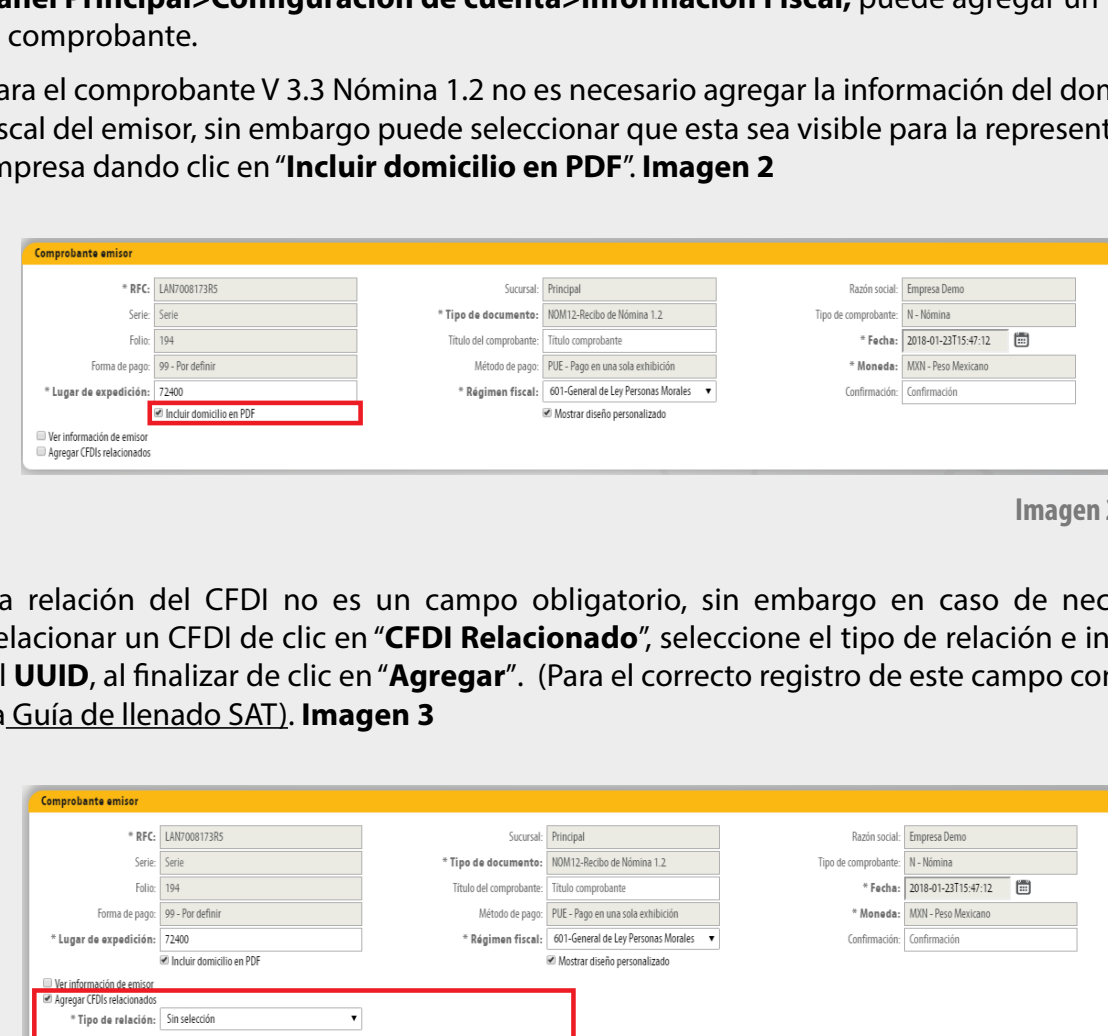 anel Principal>Configuración de cuenta>Información Fiscal, puede agregar un
comprobante.
ara el comprobante V 3.3 Nómina 1.2 no es necesario agregar la información del dom
scal del emisor, sin embargo puede seleccionar que esta sea visible para la represent
mpresa dando clic en “Incluir domicilio en PDF”. Imagen 2
Comprobante emisor
* RFC: LAN7008173R5 Sucursal: Principal Razón social: Empresa Demo
Serie: Serie * Tipo de documento: NOM12-Recibo de Nómina 1.2 Tipo de comprobante: N - Nómina
Folio: 194 Título del comprobante: Título comprobante * Fecha: 2018-01-23T15:47:12
Forma de pago: 99 - Por definir Método de pago: PUE - Pago en una sola exhibición * Moneda: MXN - Peso Mexicano
* Lugar de expedición: 72400 * Régimen fiscal: 601-General de Ley Personas Morales Confirmación: Confirmación
Incluir domicilio en PDF Mostrar diseño personalizado
Ver información de emisor
Agregar CFDIs relacionados
Imagen 2
a relación del CFDI no es un campo obligatorio, sin embargo en caso de nec
elacionar un CFDI de clic en “CFDI Relacionado”, seleccione el tipo de relación e in
l UUID, al finalizar de clic en “Agregar”. (Para el correcto registro de este campo con
a Guía de llenado SAT). Imagen 3
Comprobante emisor
* RFC: LAN7008173R5 Sucursal: Principal Razón social: Empresa Demo
Serie: Serie * Tipo de documento: NOM12-Recibo de Nómina 1.2 Tipo de comprobante: N - Nómina
Folio: 194 Título del comprobante: Título comprobante * Fecha: 2018-01-23T15:47:12
Forma de pago: 99 - Por definir Método de pago: PUE - Pago en una sola exhibición * Moneda: MXN - Peso Mexicano
* Lugar de expedición: 72400 * Régimen fiscal: 601-General de Ley Personas Morales Confirmación: Confirmación
Incluir domicilio en PDF Mostrar diseño personalizado
Ver información de emisor
Agregar CFDIs relacionados
* Tipo de relación: Sin selección